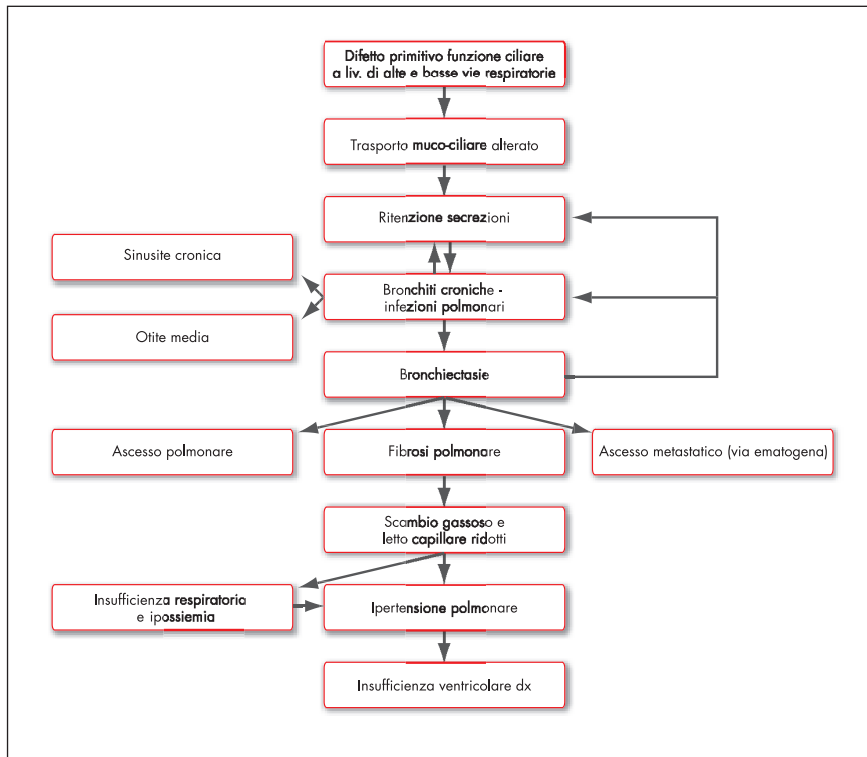 Difetto primitivo funzione ciliare
a liv. di alte e basse vie respiratorie
Trasporto muco-ciliare alterato
Ritenzione secrezioni
Sinusite cronica
Bronchiti croniche -
infezioni polmonari
Otite media
Bronchiectasie
Ascesso polmonare
Fibrosi polmonare
Ascesso metastatico (via ematogena)
Scambio gassoso e
letto capillare ridotti
Insufficienza respiratoria
e ipossiemia
Ipertensione polmonare
Insufficienza ventricolare dx